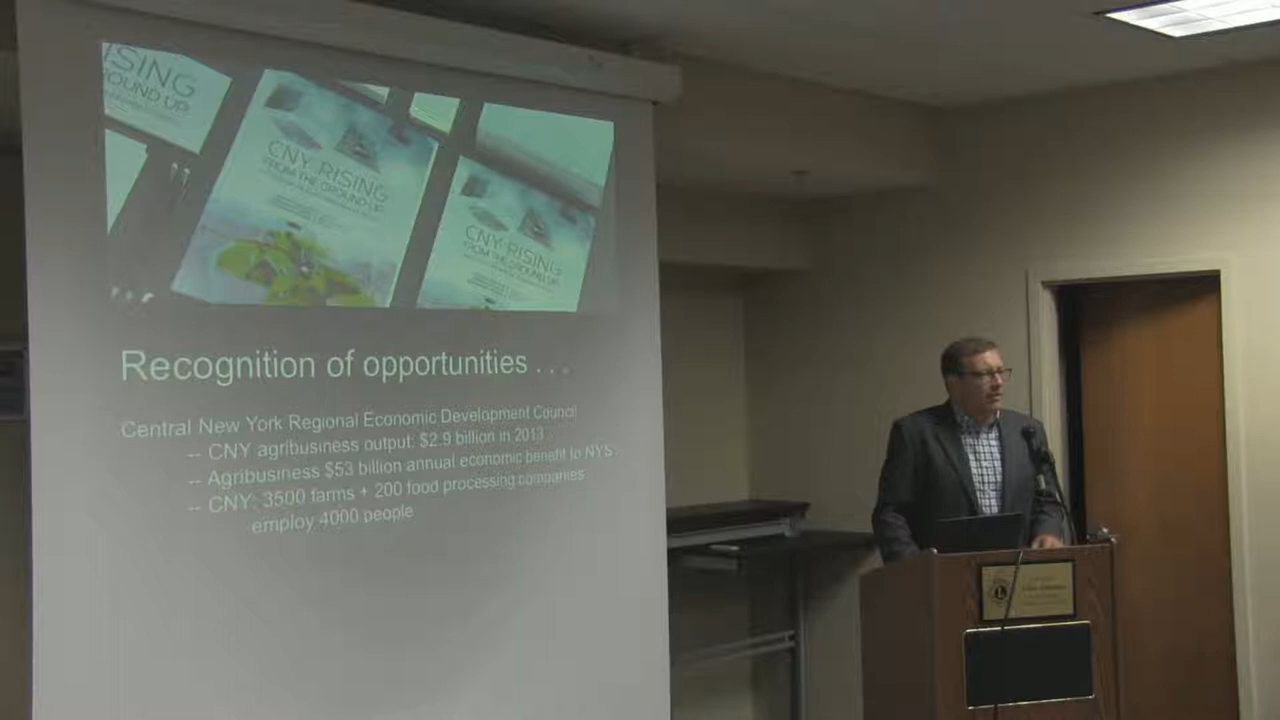 ISING
OUND UP
CNY RISING
FROM THE GROUND UP
CNY RISING
FROM THE GROUND UP
Recognition of opportunities . . .
Central New York Regional Economic Development Council
-- CNY agribusiness output: $2.9 billion in 2013
-- Agribusiness $53 billion annual economic benefit to NYS
-- CNY: 3500 farms + 200 food processing companies
employ 4000 people